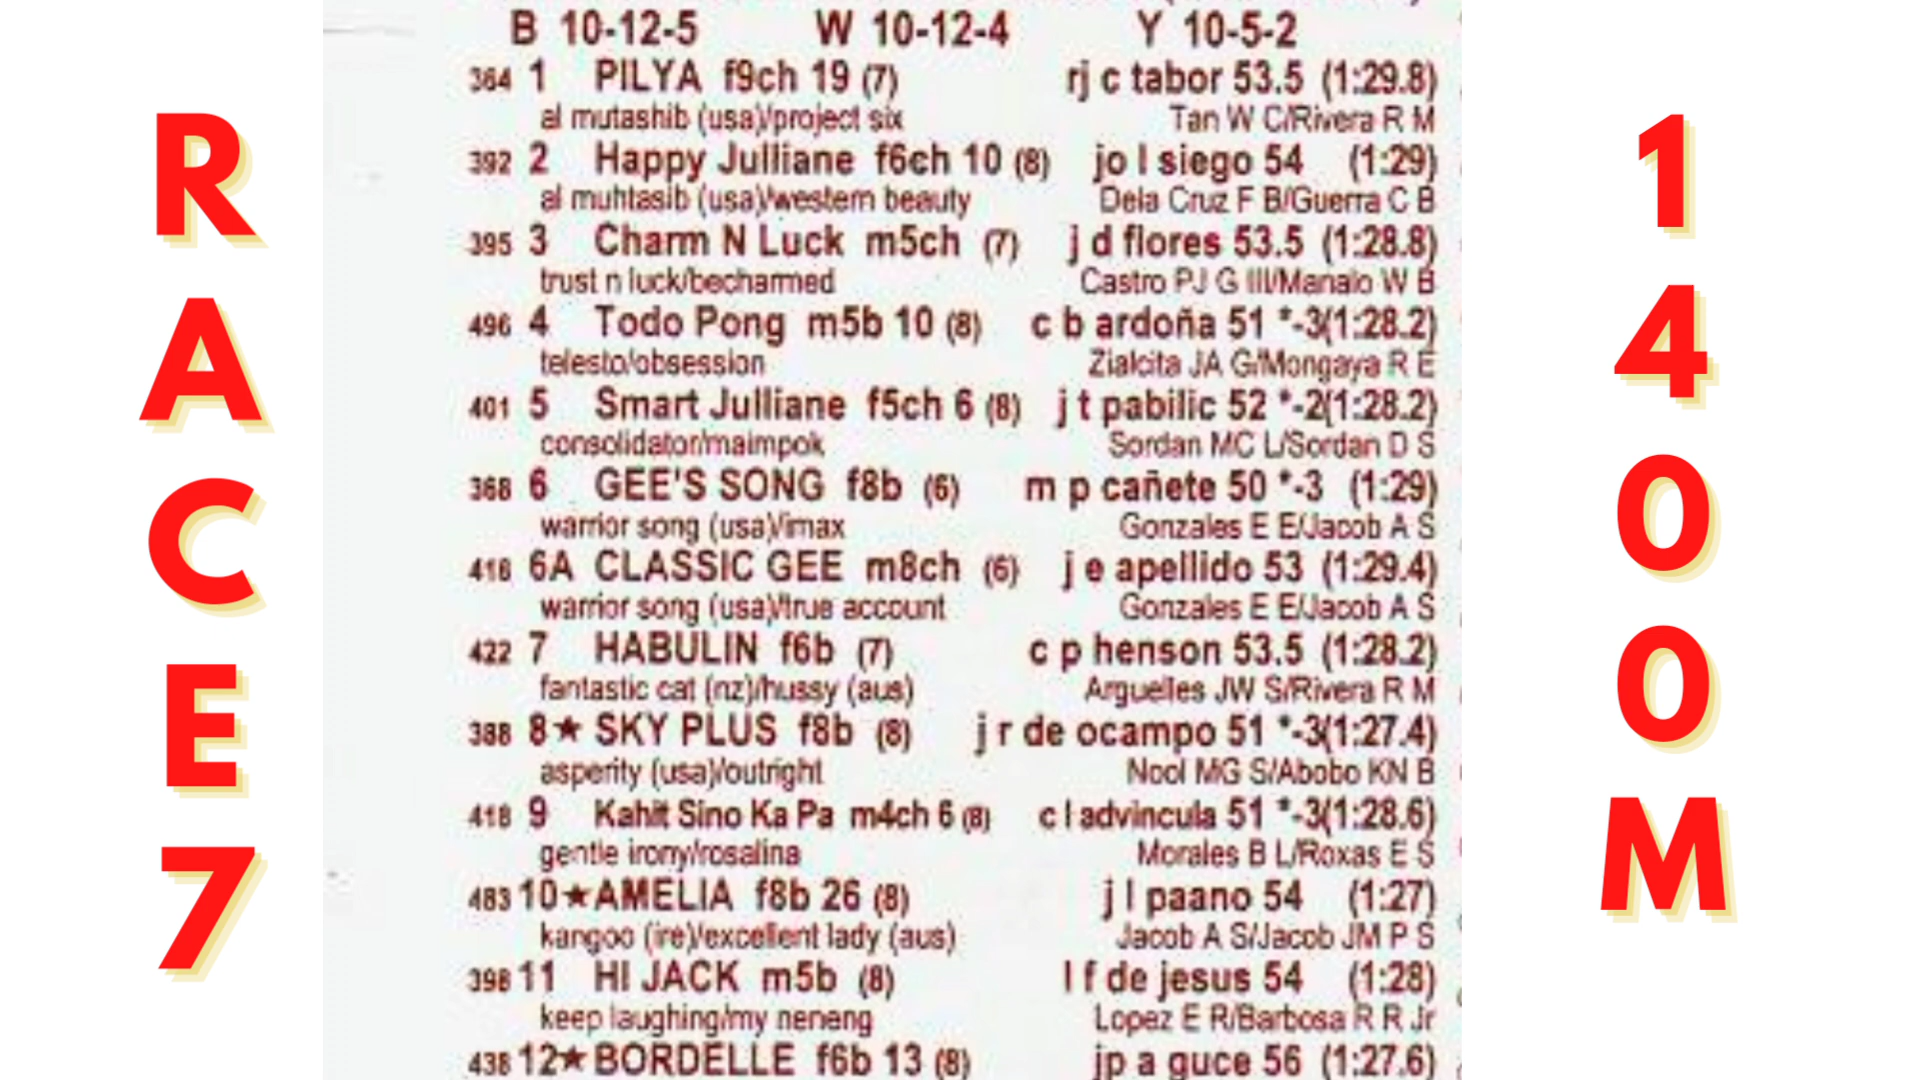 RACE 7
B 10-12-5 W 10-12-4 Y 10-5-2
364 1 PILYA f9ch 19 (7) rj c tabor 53.5 (1:29.8)
al mutashib (usa)/project six Tan W C/Rivera R M
392 2 Happy Julliane f6ch 10 (8) jo l siego 54 (1:29)
al muhtasib (usa)/western beauty Dela Cruz F B/Guerra C B
395 3 Charm N Luck m5ch (7) j d flores 53.5 (1:28.8)
trust n luck/becharmed Castro PJ G III/Manalo W B
496 4 Todo Pong m5b 10 (8) c b ardoña 51 *-3(1:28.2)
telesto/obsession Zialcita JA G/Mongaya R E
401 5 Smart Julliane f5ch 6 (8) j t pabilic 52 *-2(1:28.2)
consolidator/maimpok Sordan MC L/Sordan D S
368 6 GEE'S SONG f8b (6) m p cañete 50 *-3 (1:29)
warrior song (usa)/imax Gonzales E E/Jacob A S
416 6A CLASSIC GEE m8ch (6) j e apellido 53 (1:29.4)
warrior song (usa)/true account Gonzales E E/Jacob A S
422 7 HABULIN f6b (7) c p henson 53.5 (1:28.2)
fantastic cat (nz)/hussy (aus) Arguelles JW S/Rivera R M
388 8★ SKY PLUS f8b (8) j r de ocampo 51 *-3(1:27.4)
asperity (usa)/outright Nool MG S/Abobo KN B
418 9 Kahit Sino Ka Pa m4ch 6 (8) c l advincula 51 *-3(1:28.6)
gentle irony/rosalina Morales B L/Roxas E S
483 10★AMELIA f8b 26 (8) j l paano 54 (1:27)
kangoo (ire)/excellent lady (aus) Jacob A S/Jacob JM P S
398 11 HI JACK m5b (8) l f de jesus 54 (1:28)
keep laughing/my neneng Lopez E R/Barbosa R R Jr
438 12★BORDELLE f6b 13 (8) jp a guce 56 (1:27.6)
1400M